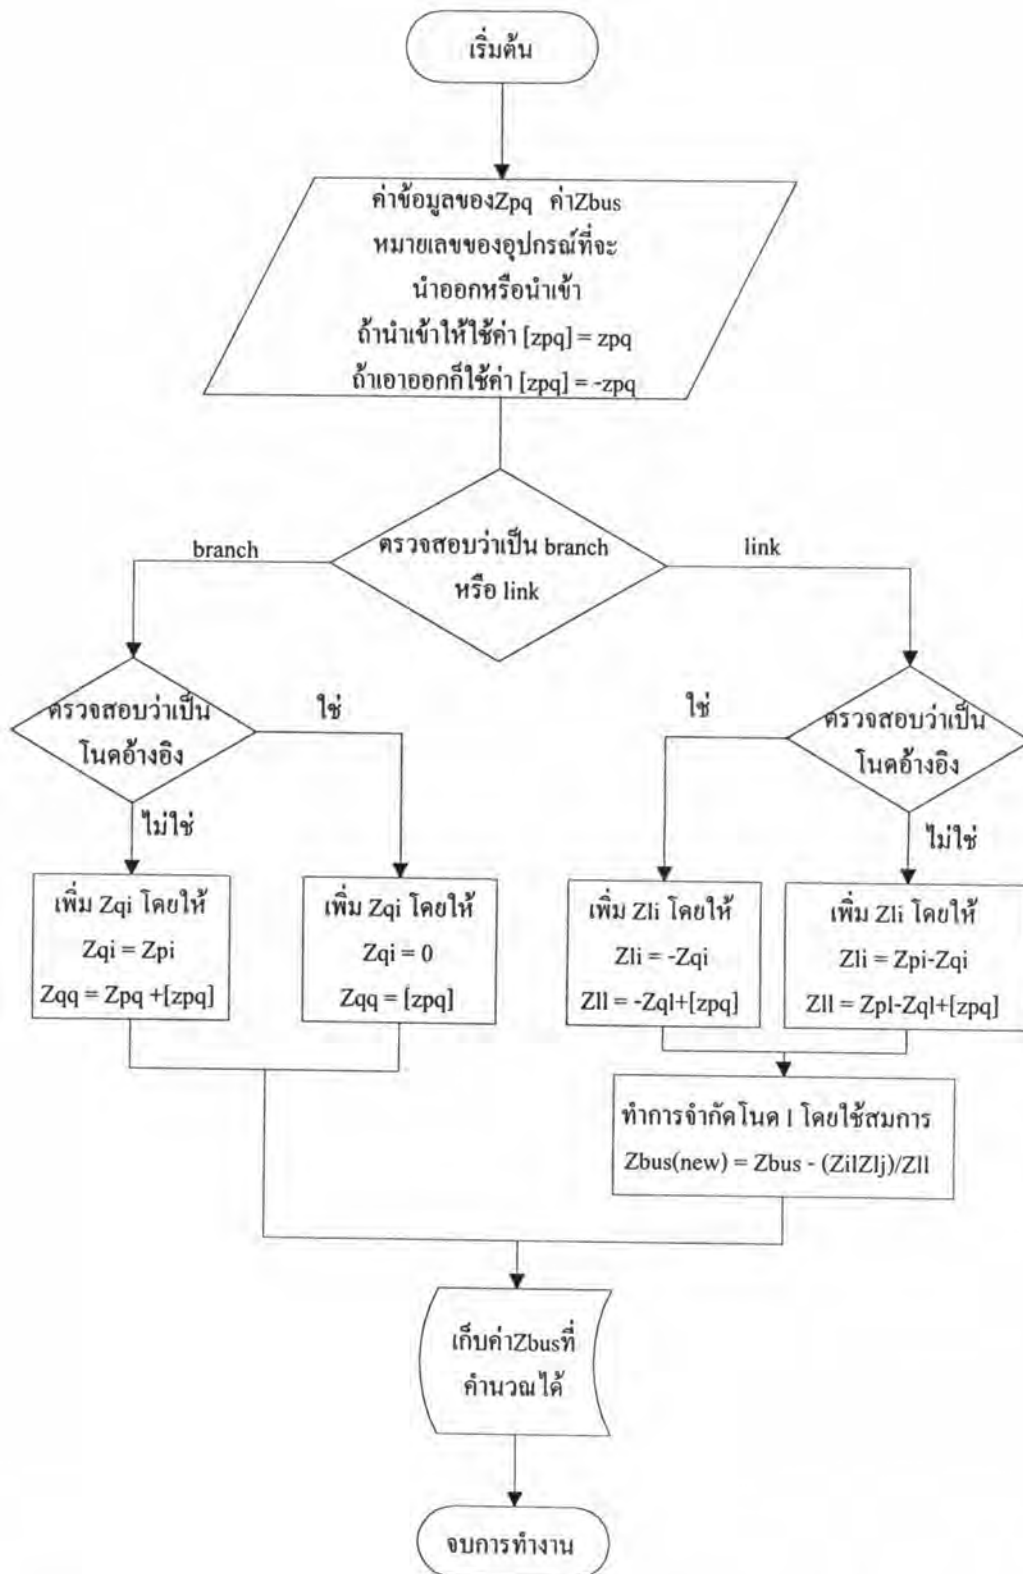 เริ่มต้น
ค่าข้อมูลของZpq ค่าZbus
หมายเลขของอุปกรณ์ที่จะ
นำออกหรือนำเข้า
ถ้านำเข้าให้ใช้ค่า [zpq] = zpq
ถ้าเอาออกก็ใช้ค่า [zpq] = -zpq
branch
ตรวจสอบว่าเป็น branch
หรือ link
link
ตรวจสอบว่าเป็น
โนดอ้างอิง
ใช่
ไม่ใช่
ใช่
ตรวจสอบว่าเป็น
โนดอ้างอิง
ไม่ใช่
เพิ่ม Zqi โดยให้
Zqi = Zpi
Zqq = Zpq +[zpq]
เพิ่ม Zqi โดยให้
Zqi = 0
Zqq = [zpq]
เพิ่ม Zli โดยให้
Zli = -Zqi
Zll = -Zql+[zpq]
เพิ่ม Zli โดยให้
Zli = Zpi-Zqi
Zll = Zpl-Zql+[zpq]
ทำการจำกัดโนด l โดยใช้สมการ
Zbus(new) = Zbus - (ZilZlj)/Zll
เก็บค่าZbusที่
คำนวณได้
จบการทำงาน